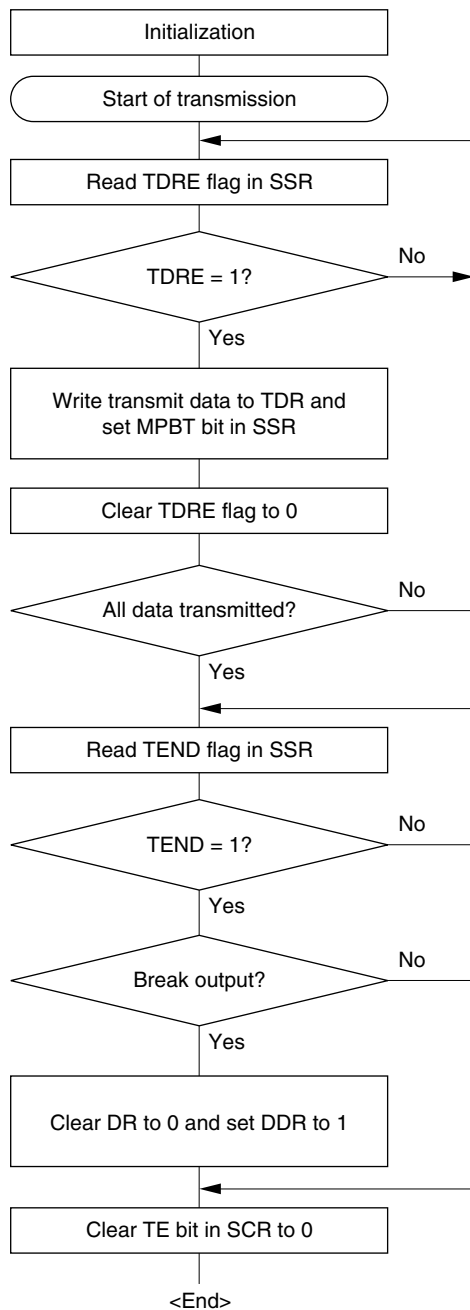 Initialization
Start of transmission
Read TDRE flag in SSR
TDRE = 1?
No
Yes
Write transmit data to TDR and
set MPBT bit in SSR
Clear TDRE flag to 0
All data transmitted?
No
Yes
Read TEND flag in SSR
TEND = 1?
No
Yes
Break output?
No
Yes
Clear DR to 0 and set DDR to 1
Clear TE bit in SCR to 0
<End>